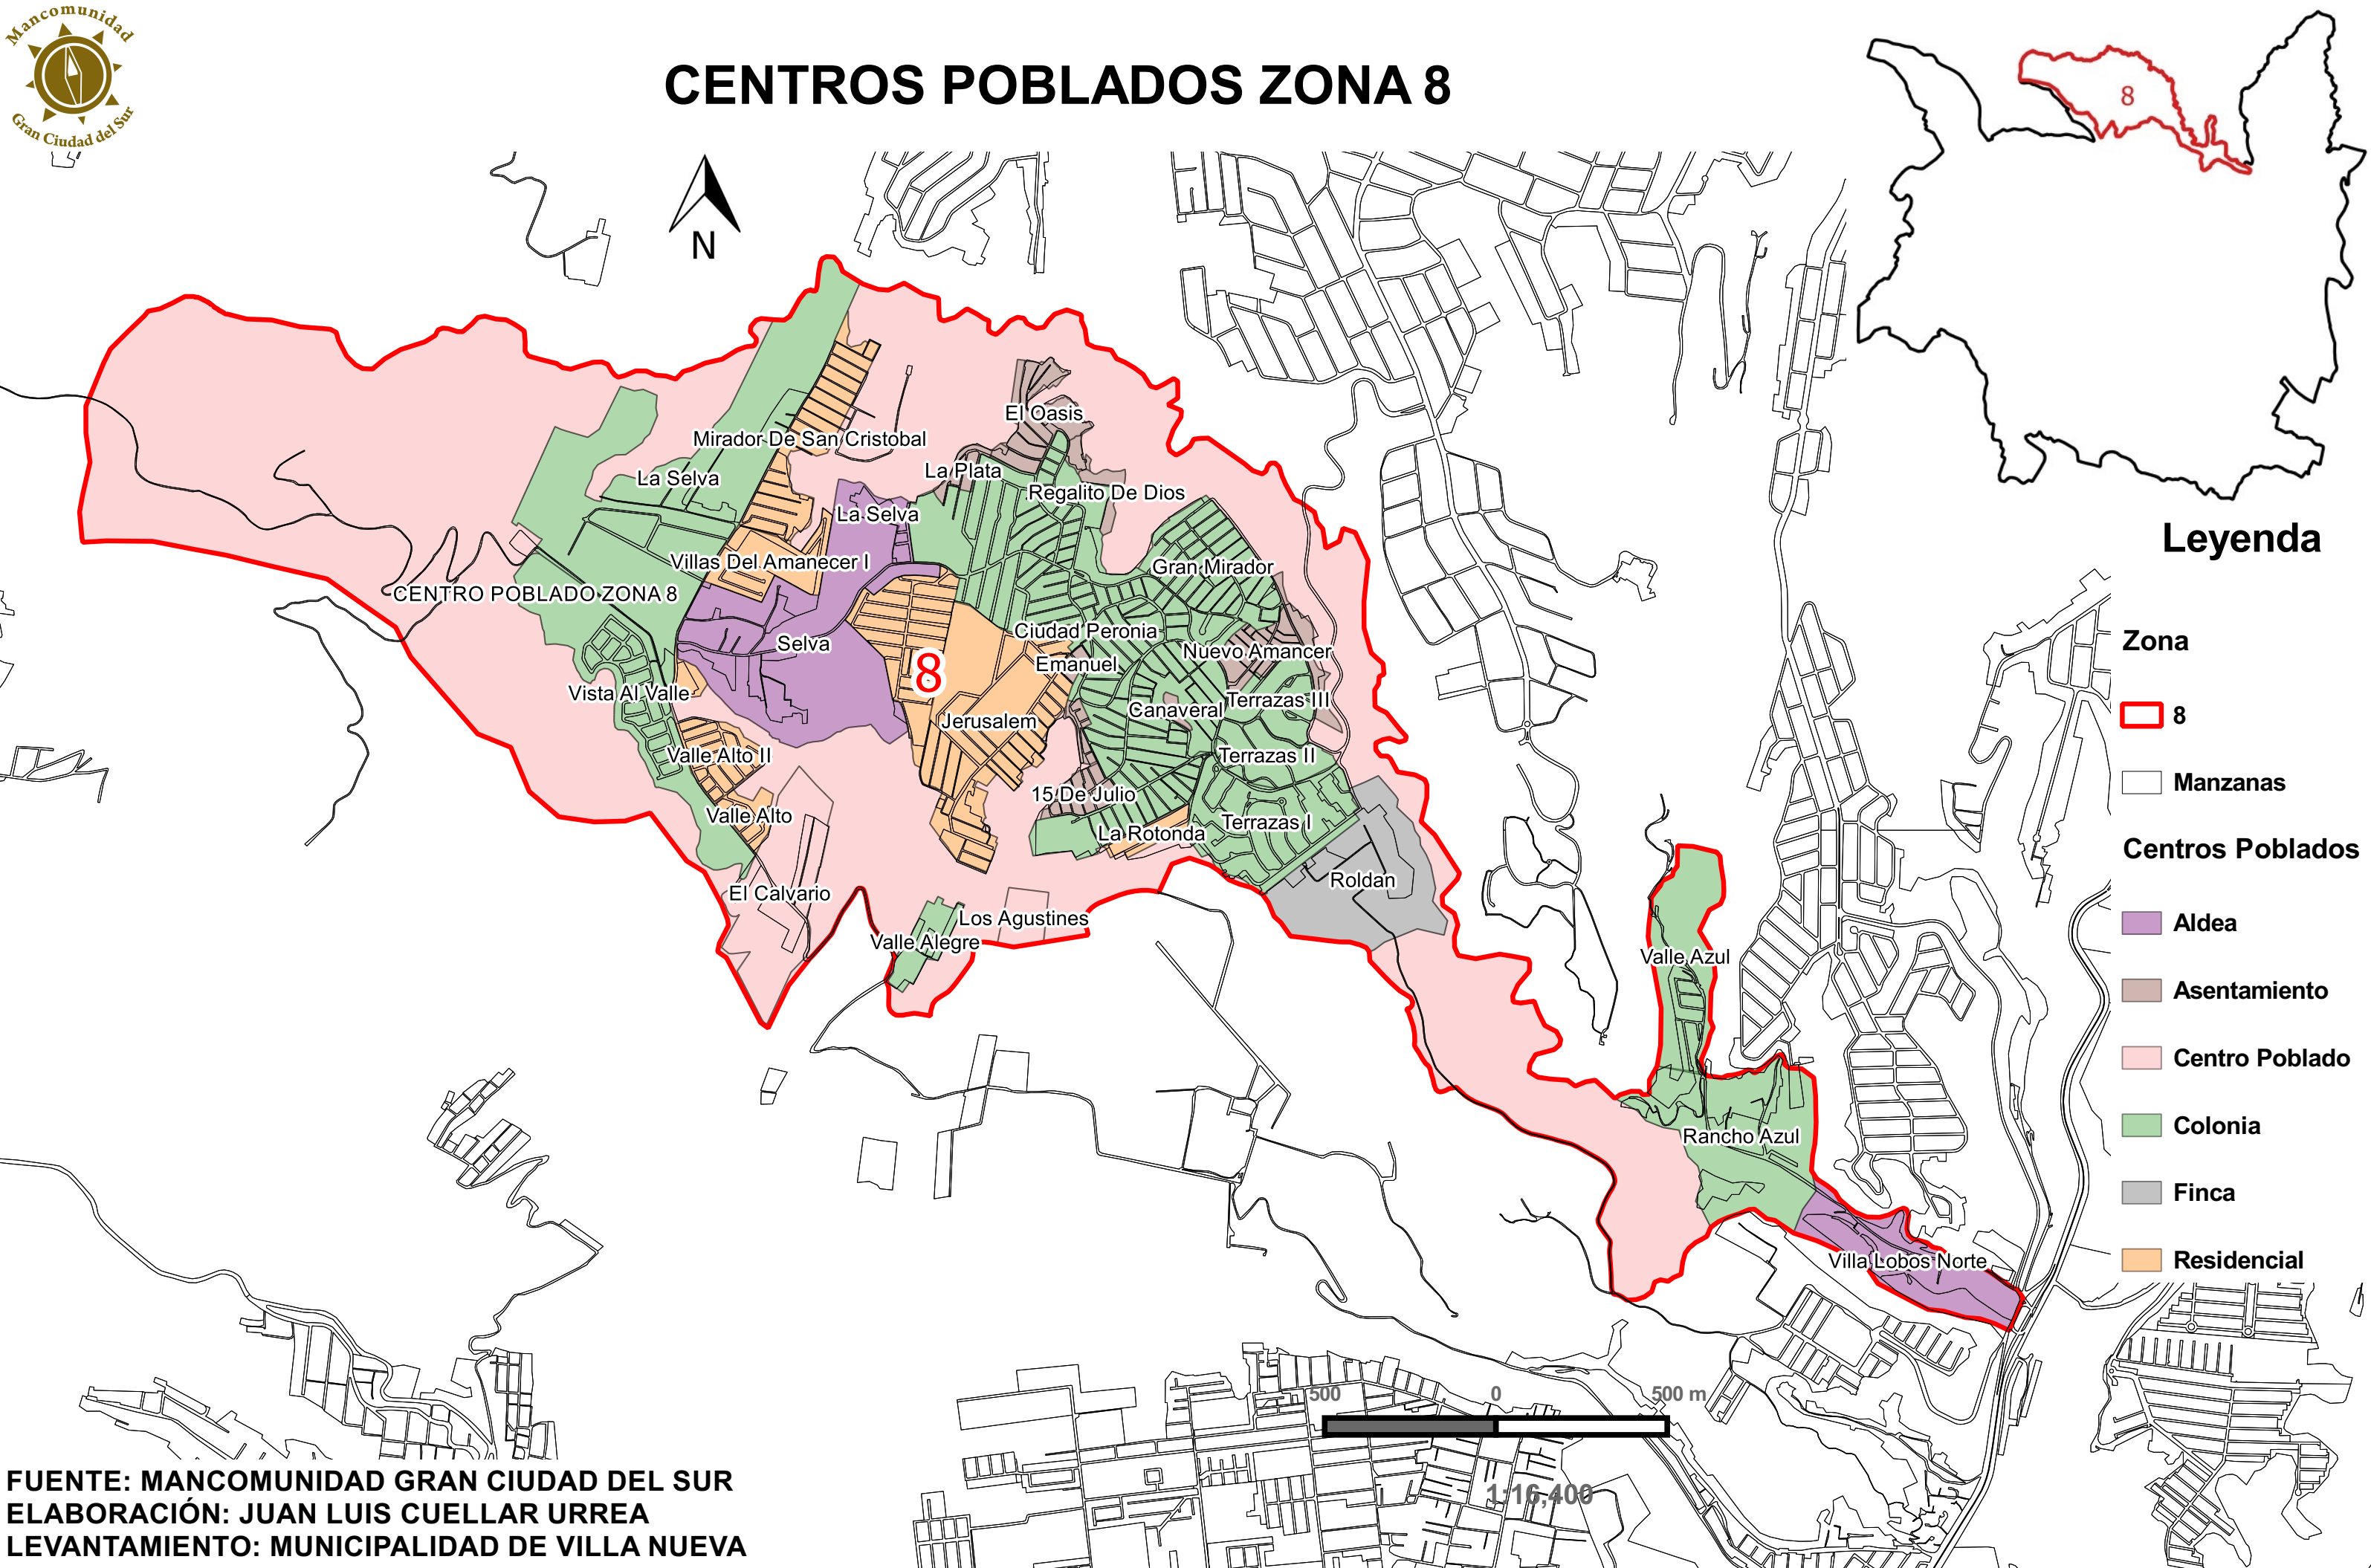 Mancomunidad
Gran Ciudad del Sur
CENTROS POBLADOS ZONA 8
8
N
El Oasis
Mirador De San Cristobal
La Plata
La Selva
Regalito De Dios
La Selva
Villas Del Amanecer I
Gran Mirador
CENTRO POBLADO ZONA 8
Ciudad Peronia
Selva
Nuevo Amancer
Emanuel
8
Vista Al Valle
Terrazas III
Canaveral
Jerusalem
Valle Alto II
Terrazas II
15 De Julio
Valle Alto
Terrazas I
La Rotonda
Roldan
El Calvario
Los Agustines
Valle Alegre
Valle Azul
Rancho Azul
Villa Lobos Norte
Leyenda
Zona
8
Manzanas
Centros Poblados
Aldea
Asentamiento
Centro Poblado
Colonia
Finca
Residencial
500 0 500 m
1:16,400
FUENTE: MANCOMUNIDAD GRAN CIUDAD DEL SUR
ELABORACIÓN: JUAN LUIS CUELLAR URREA
LEVANTAMIENTO: MUNICIPALIDAD DE VILLA NUEVA